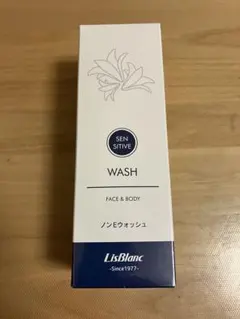 SEN
SITIVE
WASH
FACE & BODY
ノンEウォッシュ
LisBlanc
-Since1977-